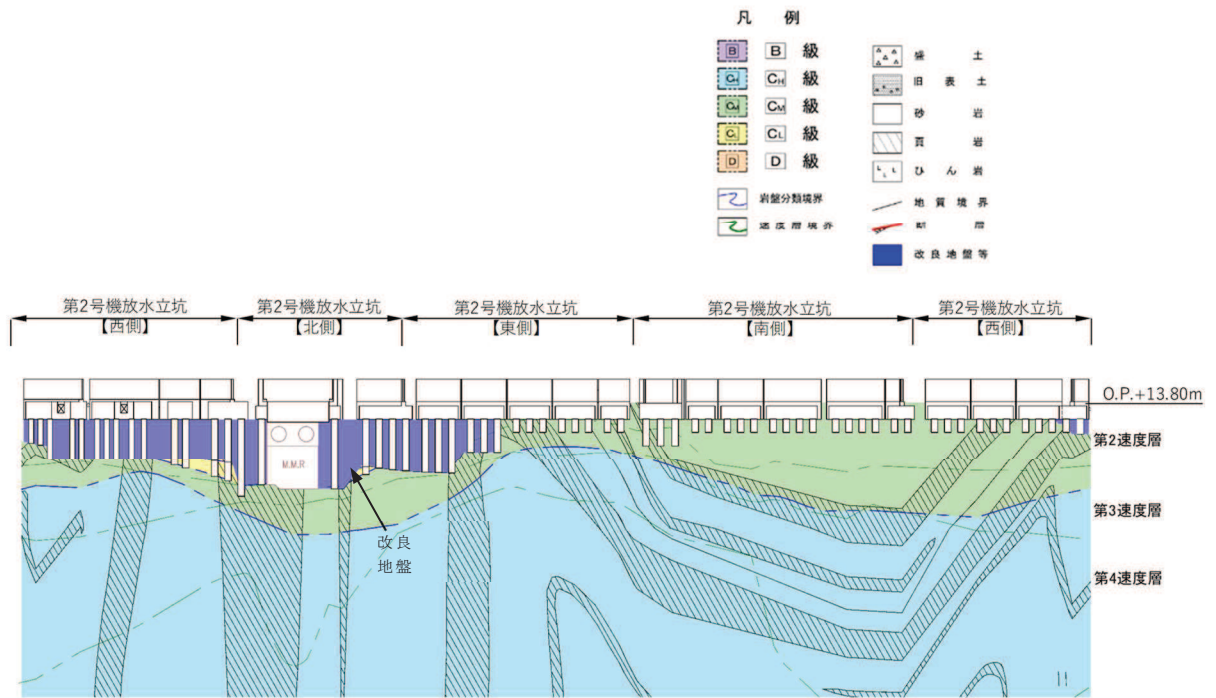 凡 例
B B 級
CH CH 級
CM CM 級
CL CL 級
D D 級
岩盤分類境界
速度層境界
盛 土
旧 表 土
砂 岩
頁 岩
ひ ん 岩
地 質 境 界
断 層
改 良 地 盤 等
第2号機放水立坑
【西側】
第2号機放水立坑
【北側】
第2号機放水立坑
【東側】
第2号機放水立坑
【南側】
第2号機放水立坑
【西側】
O.P.+13.80m
第2速度層
M.M.R
第3速度層
改良
地盤
第4速度層